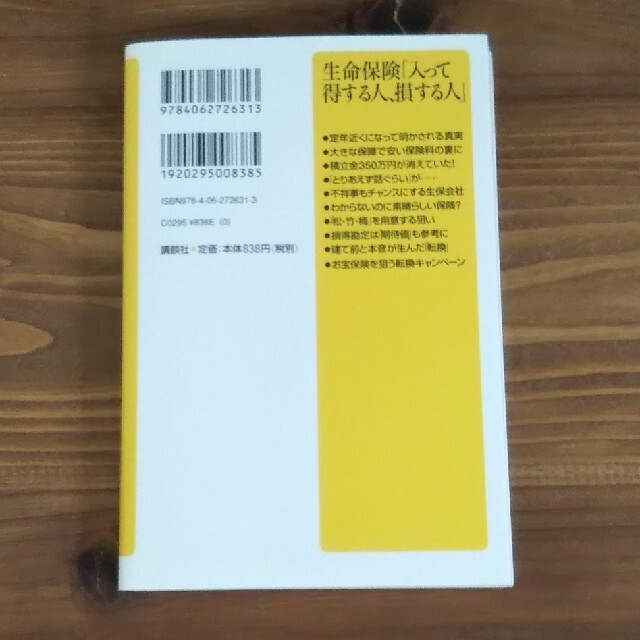 9784062726313
1920295008385
ISBN978-4-06-272631-3
C0295 ¥838E (0)
講談社 定価:本体838円(税別)
生命保険「入って
得する人、損する人」
●定年近くになって明かされる真実
●大きな保障で安い保険料の裏に
●積立金350万円が消えていた!
●「とりあえず話ぐらい」が……
●不祥事もチャンスにする生保会社
●わからないのに素晴らしい保険?
●「松・竹・梅」を用意する狙い
●損得勘定は「期待値」も参考に
★建て前と本音が生んだ「転換」
●お宝保険を狙う転換キャンペーン